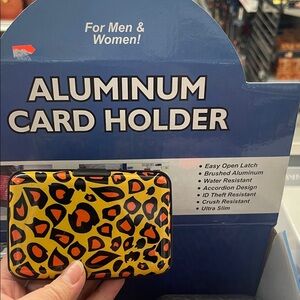 For Men &
Women!
ALUMINUM
CARD HOLDER
• Easy Open Latch
• Brushed Aluminum
• Water Resistant
• Accordion Design
• ID Theft Resistant
• Crush Resistant
• Ultra Slim